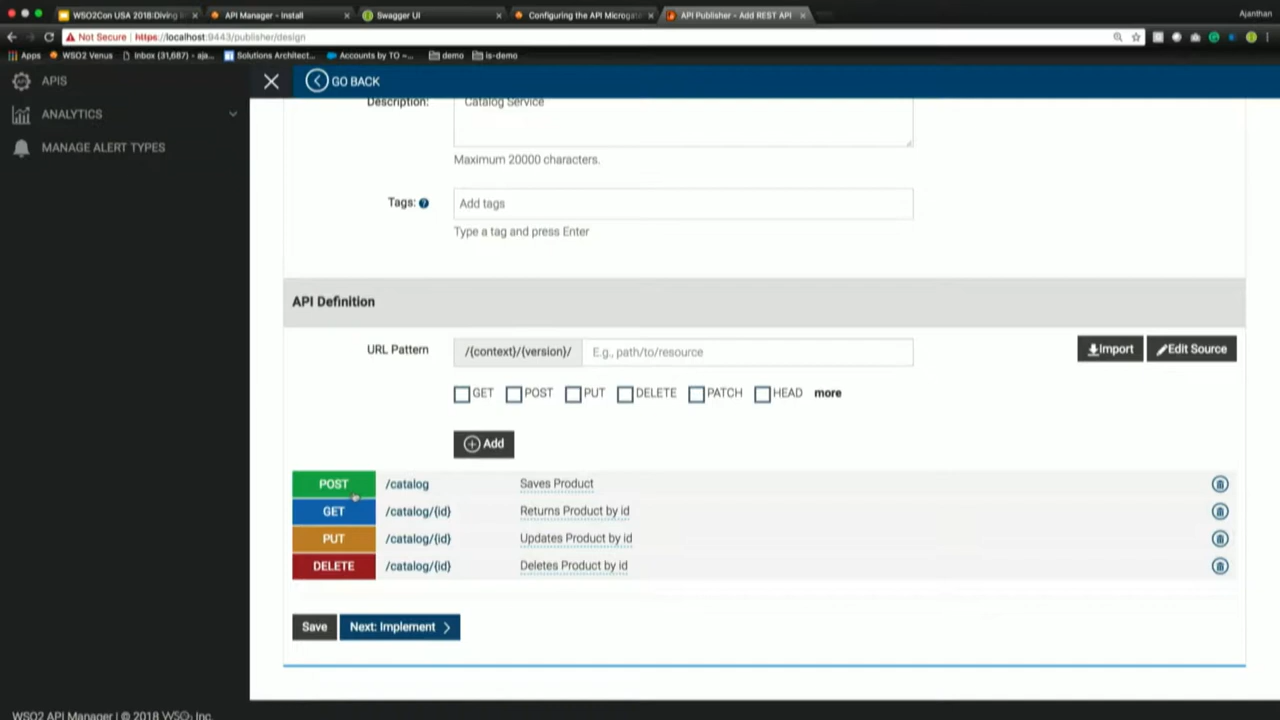 WSO2Con USA 2018:Diving
API Manager - Install
Swagger UI
Configuring the API Microgate
API Publisher - Add REST API
Ajanthan
Not Secure | https://localhost:9443/publisher/design
Apps
WSO2 Venus
Inbox (31,687) - aja...
Solutions Architect...
Accounts by TO -...
demo
is-demo
APIS
GO BACK
ANALYTICS
MANAGE ALERT TYPES
Description:
Catalog Service
Maximum 20000 characters.
Tags:
Add tags
Type a tag and press Enter
API Definition
URL Pattern
/{context}/{version}/
E.g., path/to/resource
Import
Edit Source
GET POST PUT DELETE PATCH HEAD more
Add
POST /catalog Saves Product
GET /catalog/{id} Returns Product by id
PUT /catalog/{id} Updates Product by id
DELETE /catalog/{id} Deletes Product by id
Save
Next: Implement
WSO2 API Manager | © 2018 WSO2 Inc.